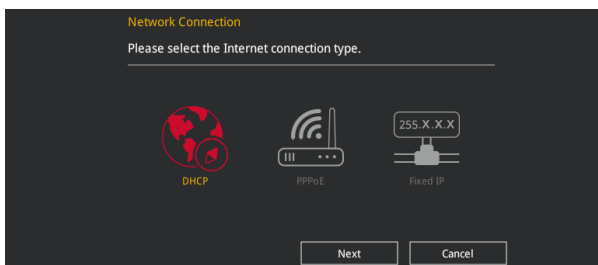 Network Connection
Please select the Internet connection type.
255.X.X.X
DHCP
PPPoE
Fixed IP
Next
Cancel